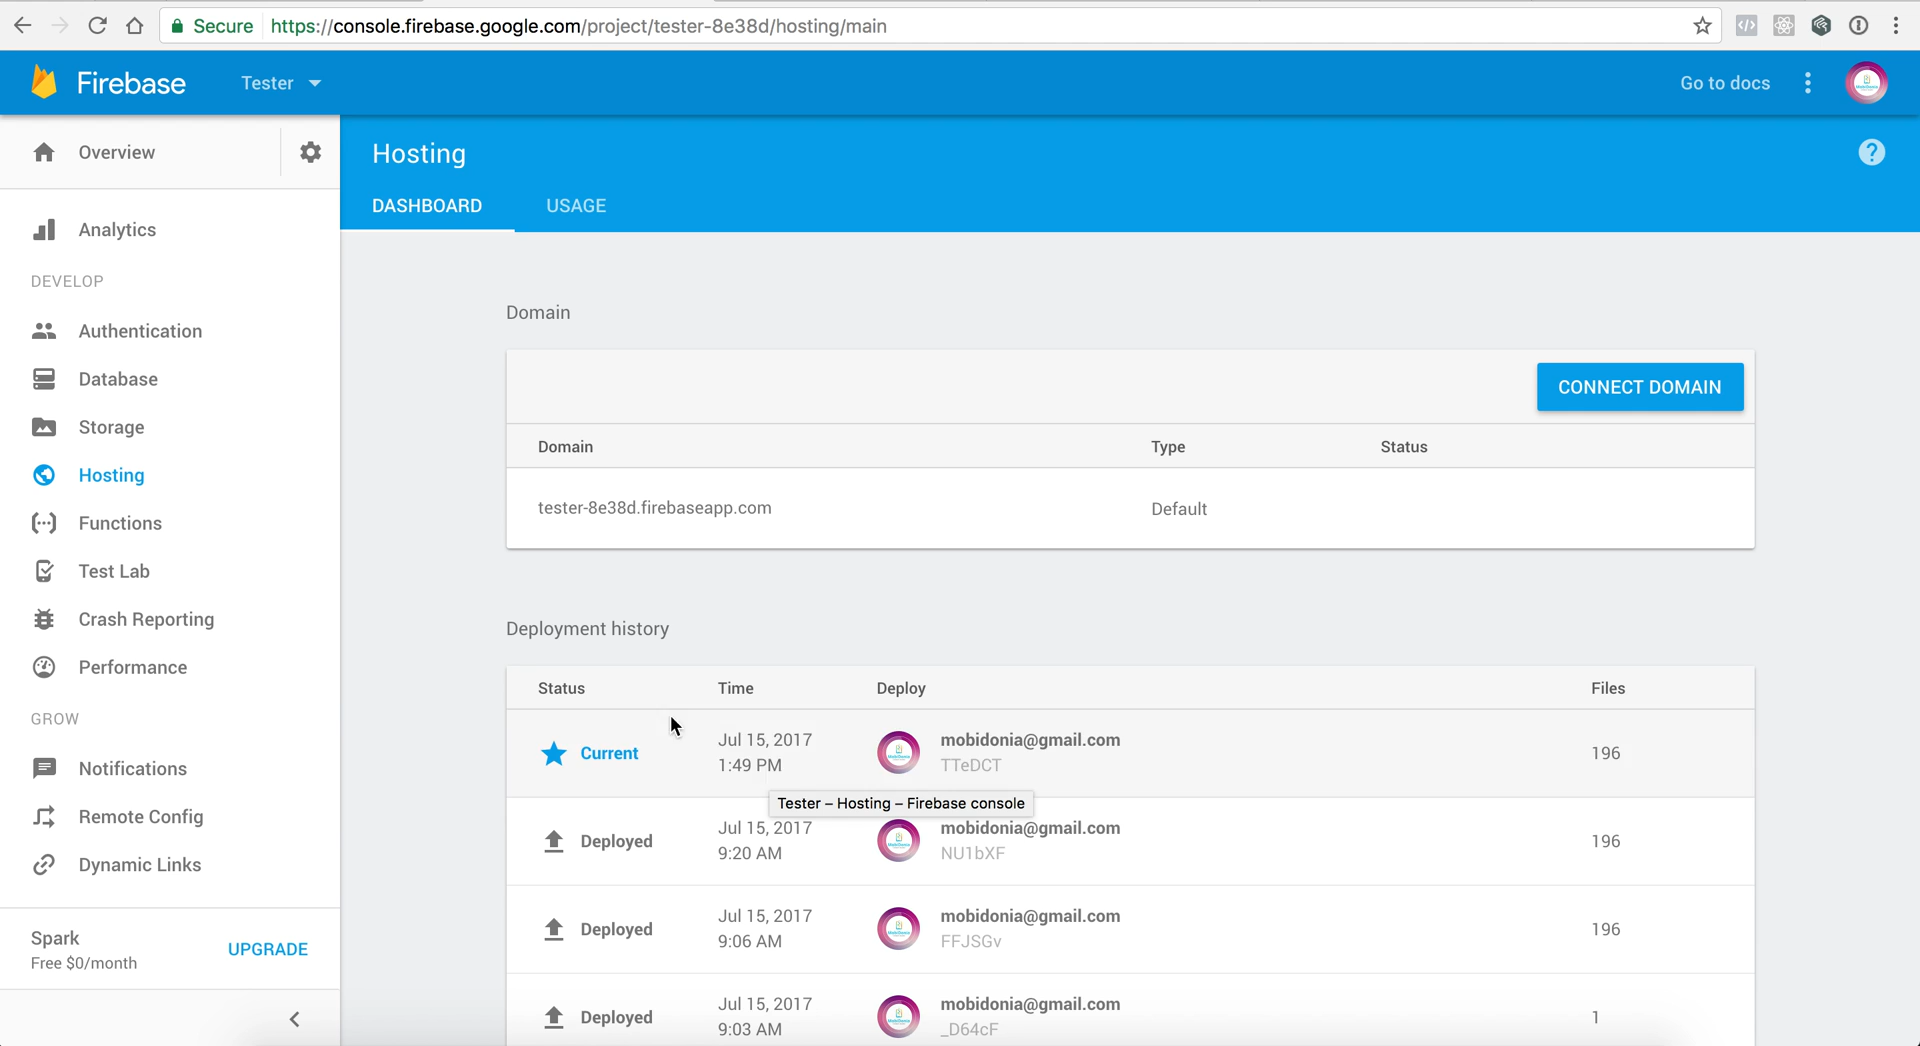 Secure https://console.firebase.google.com/project/tester-8e38d/hosting/main
Firebase Tester Go to docs
Overview
Hosting
DASHBOARD USAGE
Analytics
DEVELOP
Authentication
Database
Storage
Hosting
Functions
Test Lab
Crash Reporting
Performance
GROW
Notifications
Remote Config
Dynamic Links
Spark
Free $0/month
UPGRADE
Domain
CONNECT DOMAIN
Domain Type Status
tester-8e38d.firebaseapp.com Default
Deployment history
Status Time Deploy Files
Current Jul 15, 2017 1:49 PM mobidonia@gmail.com TTeDCT 196
Tester – Hosting – Firebase console
Deployed Jul 15, 2017 9:20 AM mobidonia@gmail.com NU1bXF 196
Deployed Jul 15, 2017 9:06 AM mobidonia@gmail.com FFJSGv 196
Deployed Jul 15, 2017 9:03 AM mobidonia@gmail.com _D64cF 1